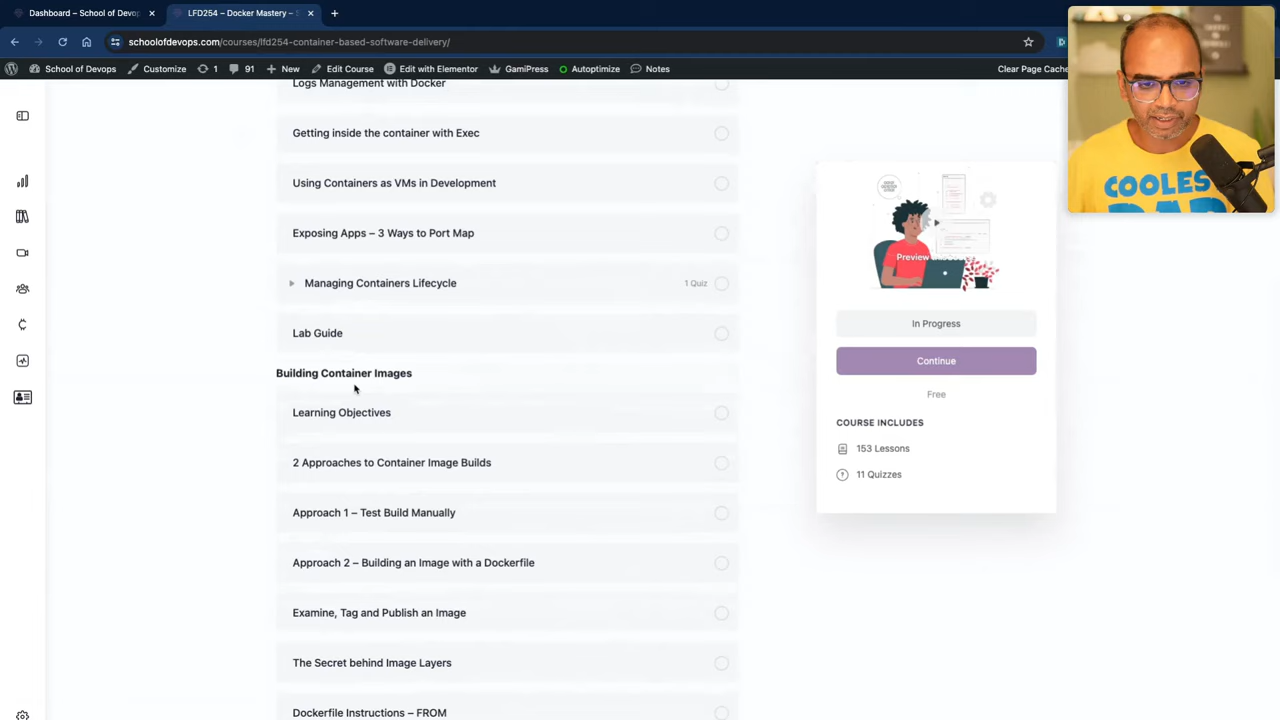 Dashboard – School of Devop
LFD254 – Docker Mastery –
schoolofdevops.com/courses/lfd254-container-based-software-delivery/
School of Devops
Customize
1
91
New
Edit Course
Edit with Elementor
GamiPress
Autoptimize
Notes
Clear Page Cache
Logs Management with Docker
Getting inside the container with Exec
Using Containers as VMs in Development
Exposing Apps – 3 Ways to Port Map
Managing Containers Lifecycle
1 Quiz
Lab Guide
Building Container Images
Learning Objectives
2 Approaches to Container Image Builds
Approach 1 – Test Build Manually
Approach 2 – Building an Image with a Dockerfile
Examine, Tag and Publish an Image
The Secret behind Image Layers
Dockerfile Instructions – FROM
Preview
In Progress
Continue
Free
COURSE INCLUDES
153 Lessons
11 Quizzes
COOLEST